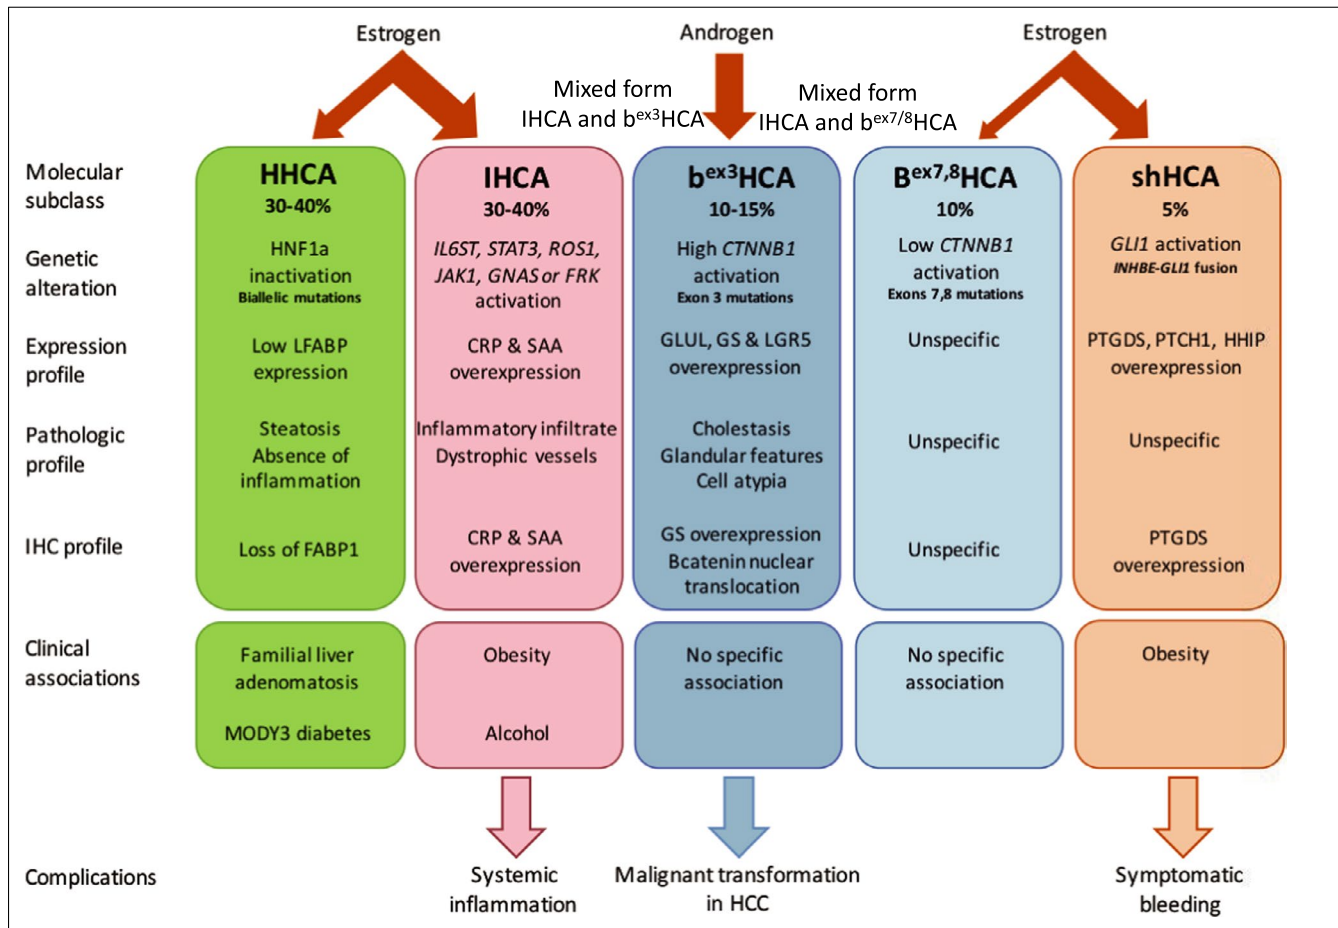 Estrogen
Androgen
Estrogen
Mixed form
IHCA and bex3HCA
Mixed form
IHCA and bex7/8HCA
Molecular
subclass
HHCA
30-40%
IHCA
30-40%
bex3HCA
10-15%
Bex7,8HCA
10%
shHCA
5%
Genetic
alteration
HNF1a
inactivation
Biallelic mutations
IL6ST, STAT3, ROS1,
JAK1, GNAS or FRK
activation
High CTNNB1
activation
Exon 3 mutations
Low CTNNB1
activation
Exons 7,8 mutations
GLI1 activation
INHBE-GLI1 fusion
Expression
profile
Low LFABP
expression
CRP & SAA
overexpression
GLUL, GS & LGR5
overexpression
Unspecific
PTGDS, PTCH1, HHIP
overexpression
Pathologic
profile
Steatosis
Absence of
inflammation
Inflammatory infiltrate
Dystrophic vessels
Cholestasis
Glandular features
Cell atypia
Unspecific
Unspecific
IHC profile
Loss of FABP1
CRP & SAA
overexpression
GS overexpression
Bcatenin nuclear
translocation
Unspecific
PTGDS
overexpression
Clinical
associations
Familial liver
adenomatosis
MODY3 diabetes
Obesity
Alcohol
No specific
association
No specific
association
Obesity
Complications
Systemic
inflammation
Malignant transformation
in HCC
Symptomatic
bleeding